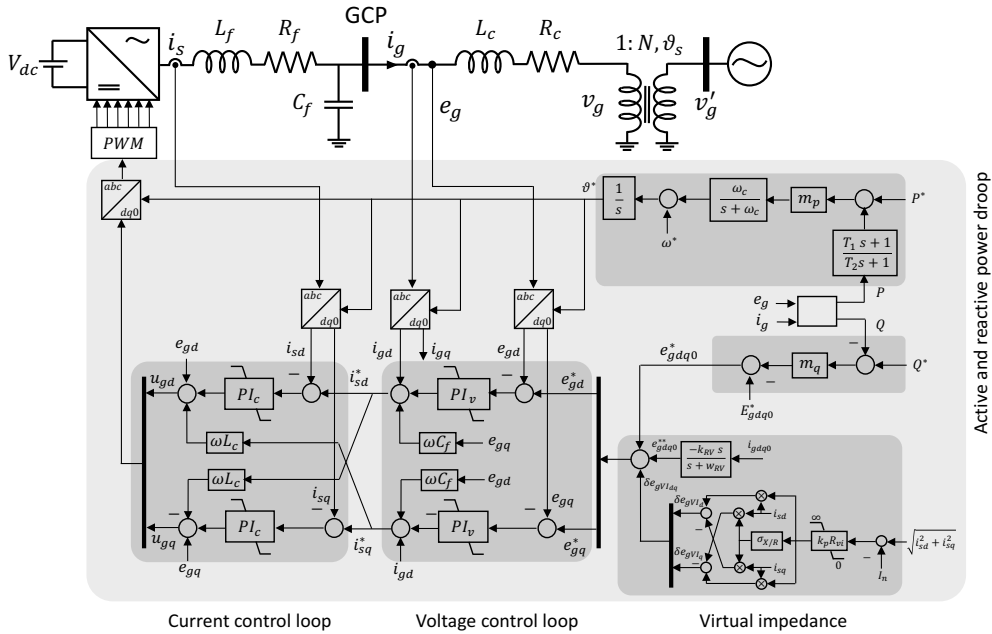 GCP
i_s
L_f
R_f
i_g
L_c
R_c
1: N, ϑ_s
V_dc
~
=
C_f
e_g
v_g
v'_g
~
PWM
abc
dq0
ϑ*
1
s
ω*
ω_c
s + ω_c
m_p
P*
T_1 s + 1
T_2 s + 1
P
e_g
i_g
Q
−
abc
dq0
abc
dq0
abc
dq0
i_sd
i_gd
i_gq
e_gd
e*_gdq0
−
m_q
Q*
E*_gdq0
e_gd
u_gd
PI_c
−
i*_sd
PI_v
−
e*_gd
ωL_c
ωC_f
e_gq
ωL_c
ωC_f
e_gd
i_sq
e_gq
−
PI_c
−
i*_sq
PI_v
−
e*_gq
u_gq
e_gq
i_gd
e**_gdq0
−k_RV s
s + w_RV
i_gdq0
δe_gVI_dq
δe_gVI_d
−
i_sd
σ_X/R
∞
k_p R_vi
0
−
I_n
√i²_sd + i²_sq
δe_gVI_q
−
i_sq
Current control loop
Voltage control loop
Virtual impedance
Active and reactive power droop